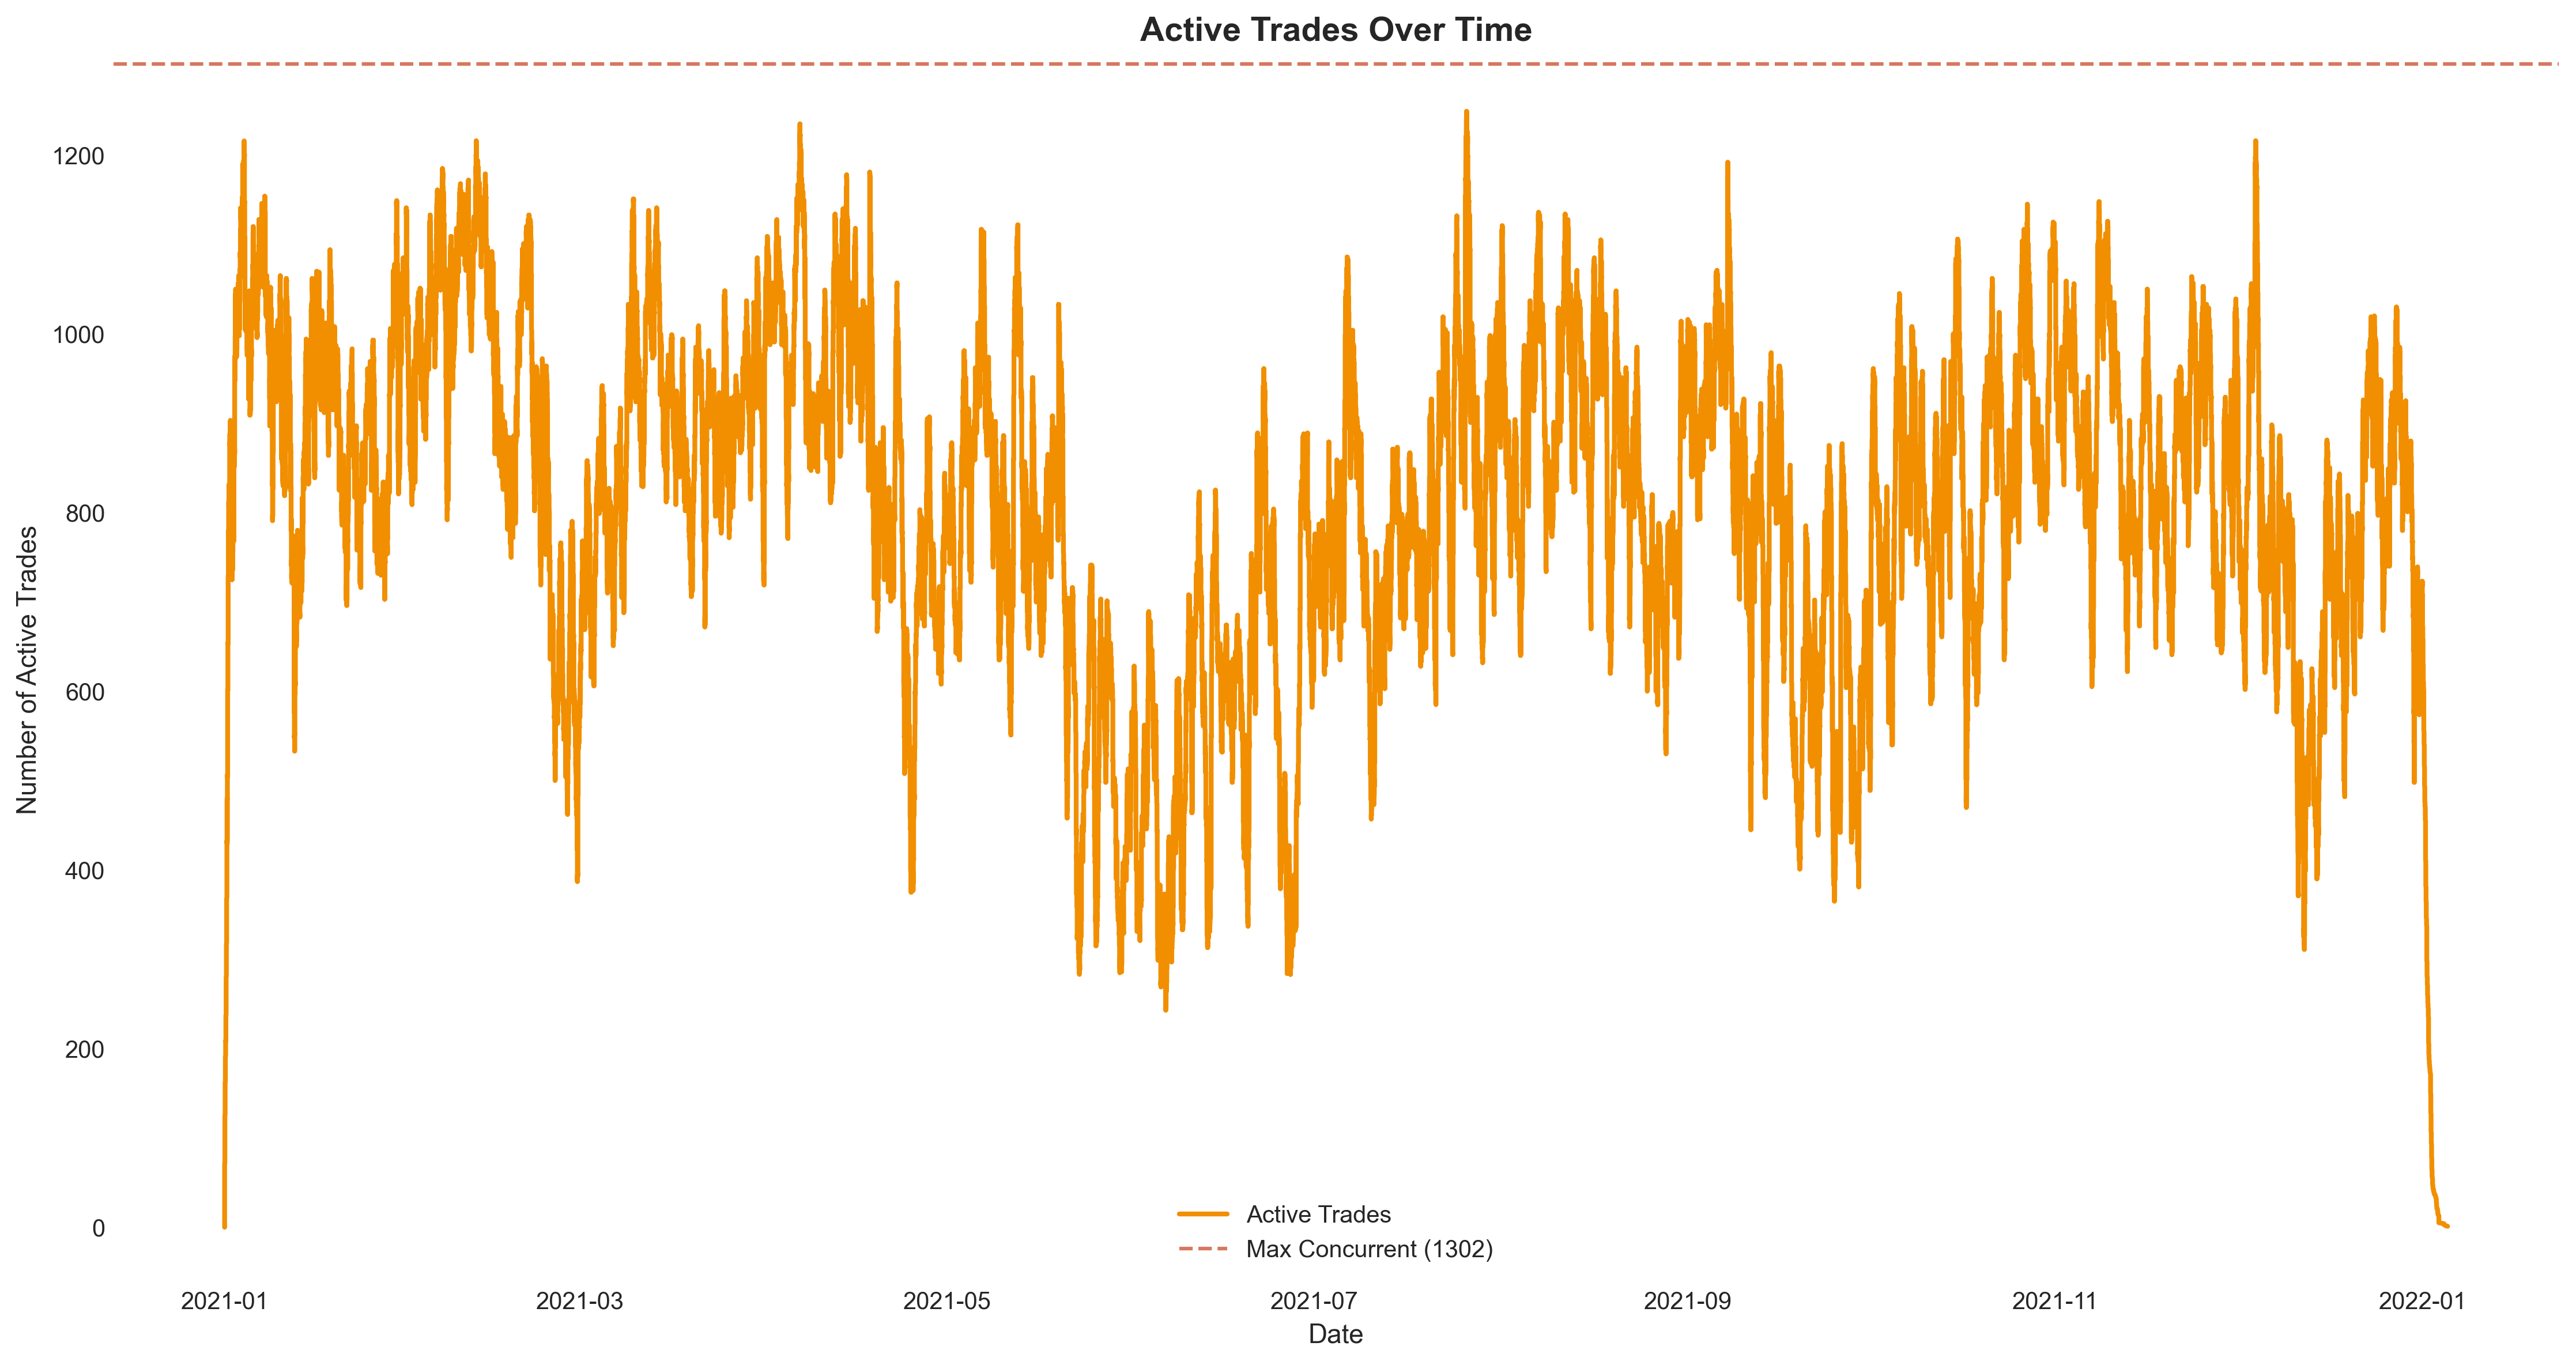 Active Trades Over Time
1200
1000
800
600
400
200
0
Number of Active Trades
Active Trades
Max Concurrent (1302)
2021-01 2021-03 2021-05 2021-07 2021-09 2021-11 2022-01
Date